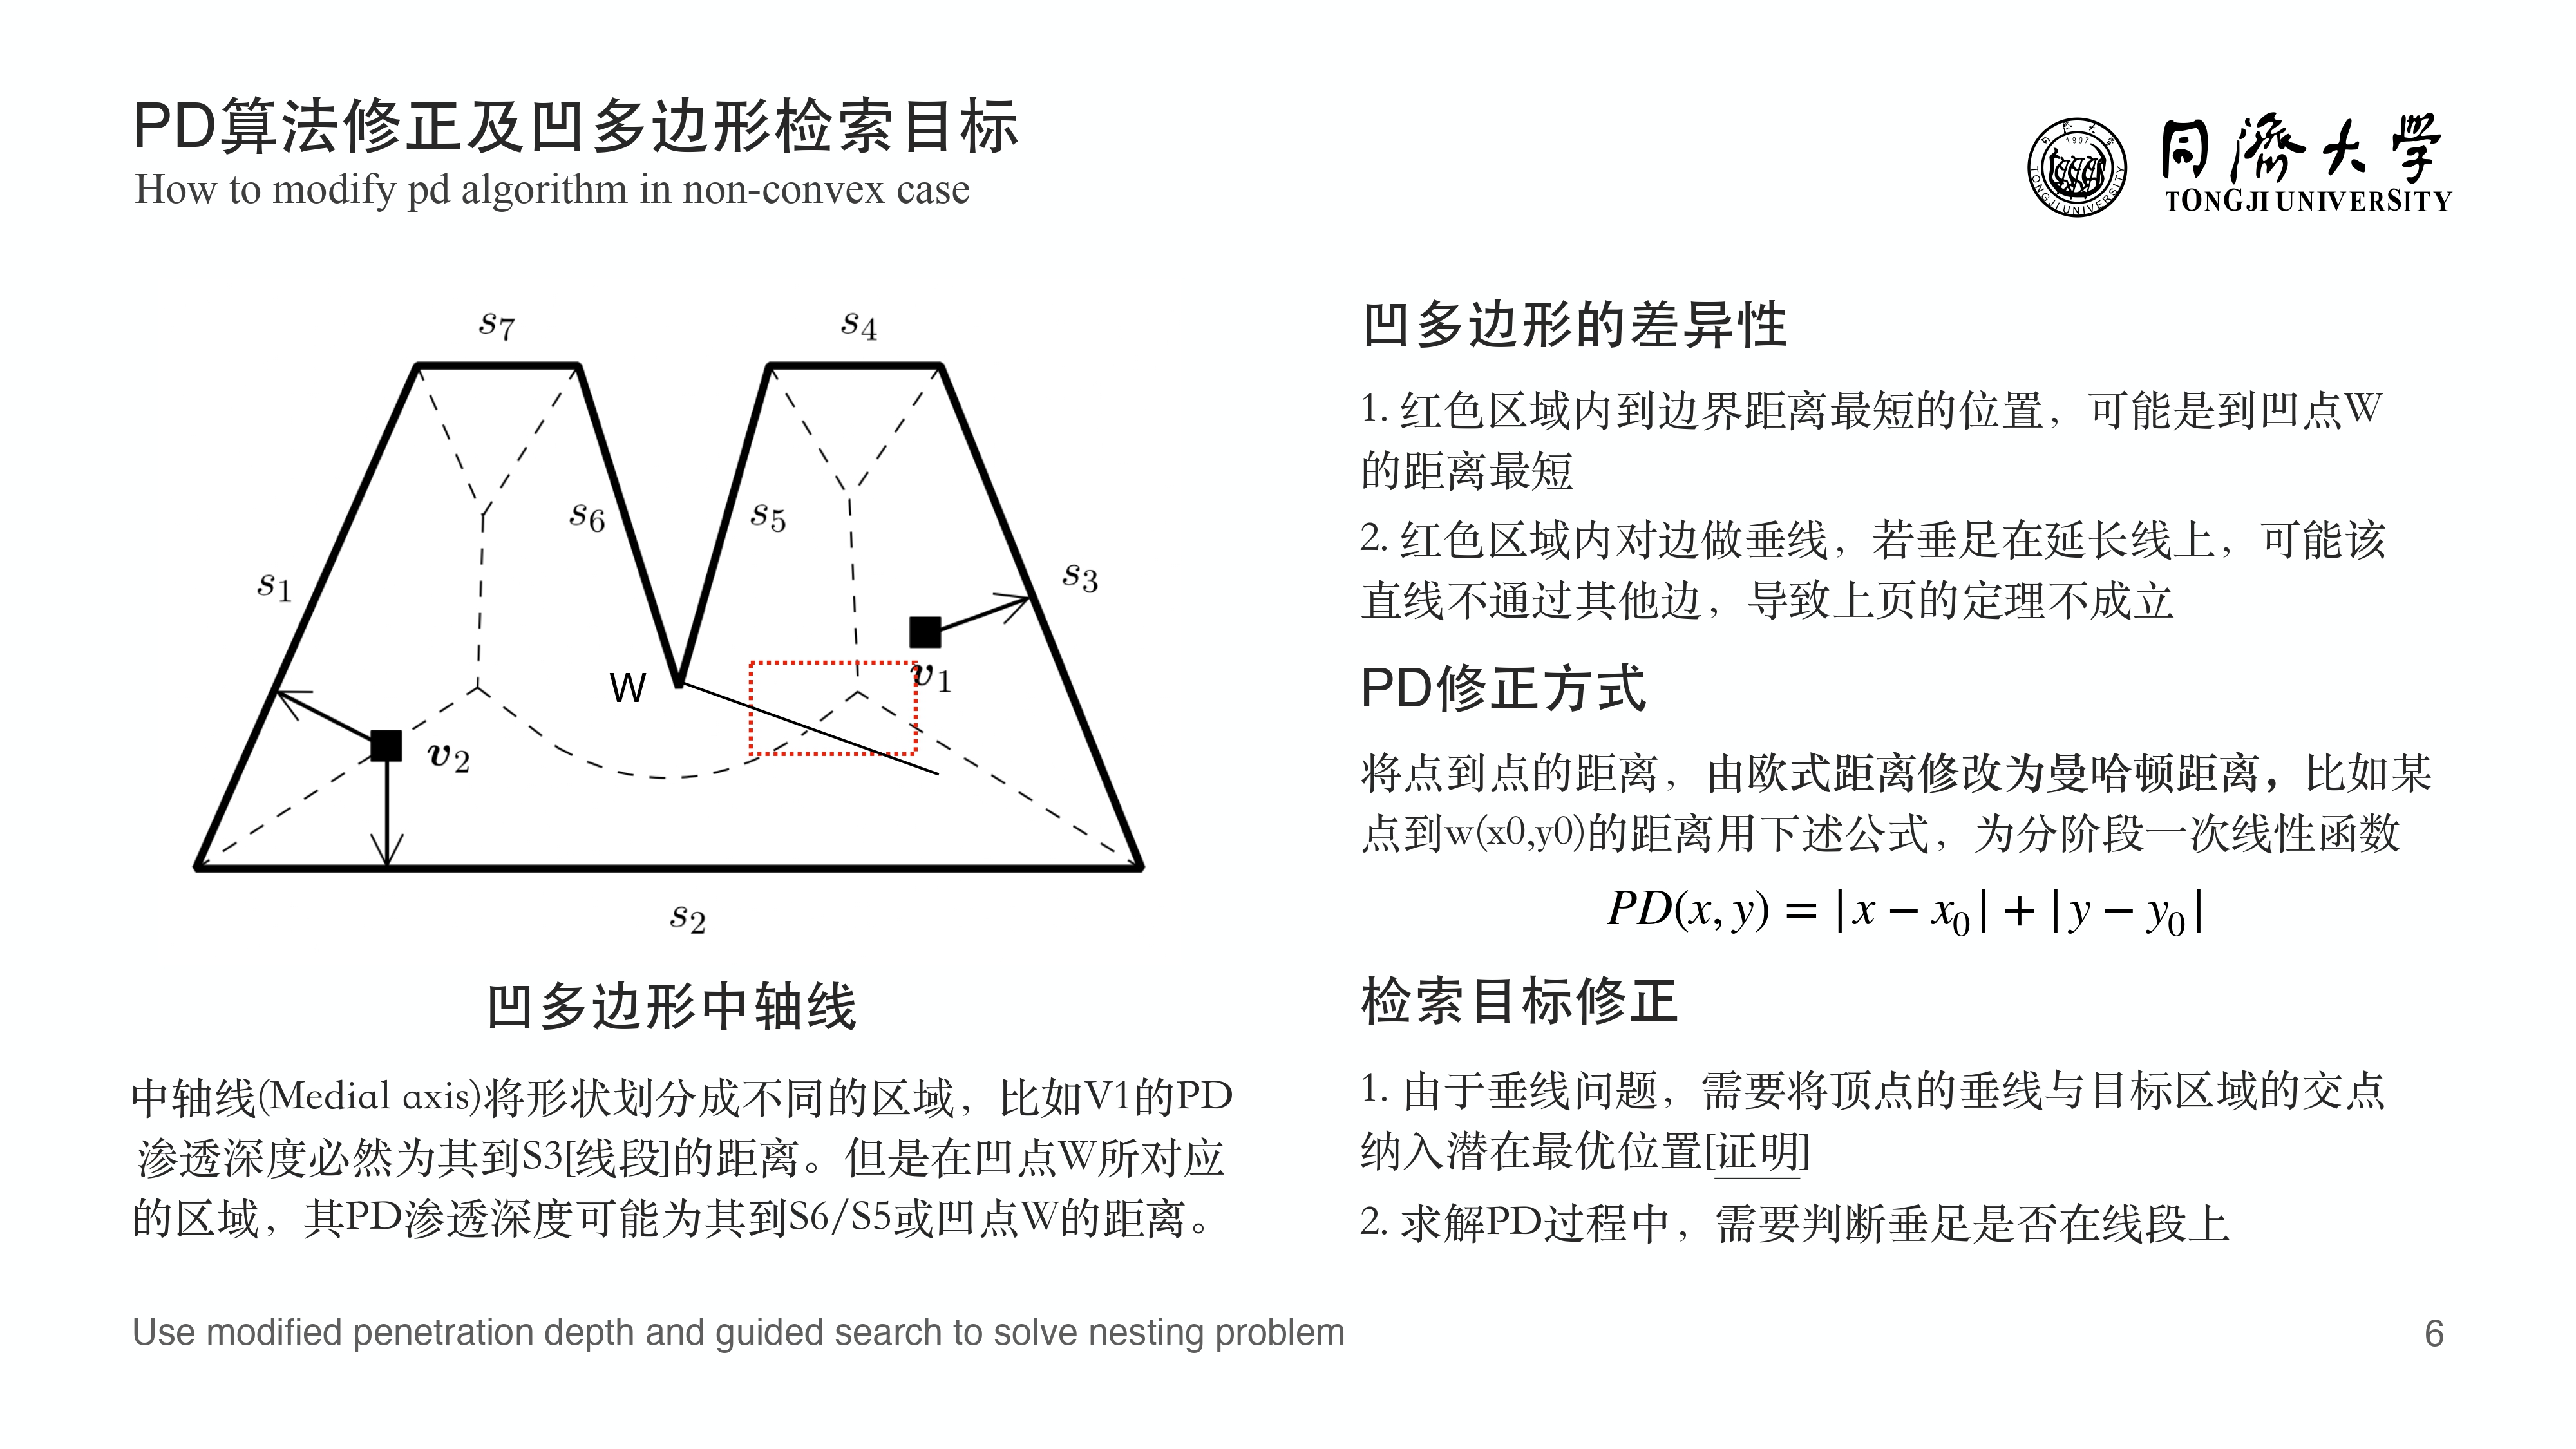 PD算法修正及凹多边形检索目标
How to modify pd algorithm in non-convex case
1907
TONGJI UNIVERSITY
同濟大學
TONGJI UNIVERSITY
s7
s4
s6
s5
s1
s3
v1
W
v2
s2
凹多边形中轴线
中轴线(Medial axis)将形状划分成不同的区域，比如V1的PD
渗透深度必然为其到S3[线段]的距离。但是在凹点W所对应
的区域，其PD渗透深度可能为其到S6/S5或凹点W的距离。
凹多边形的差异性
1. 红色区域内到边界距离最短的位置，可能是到凹点W
的距离最短
2. 红色区域内对边做垂线，若垂足在延长线上，可能该
直线不通过其他边，导致上页的定理不成立
PD修正方式
将点到点的距离，由欧式距离修改为曼哈顿距离，比如某
点到w(x0,y0)的距离用下述公式，为分阶段一次线性函数
PD(x, y) = |x − x0| + |y − y0|
检索目标修正
1. 由于垂线问题，需要将顶点的垂线与目标区域的交点
纳入潜在最优位置[证明]
2. 求解PD过程中，需要判断垂足是否在线段上
Use modified penetration depth and guided search to solve nesting problem
6